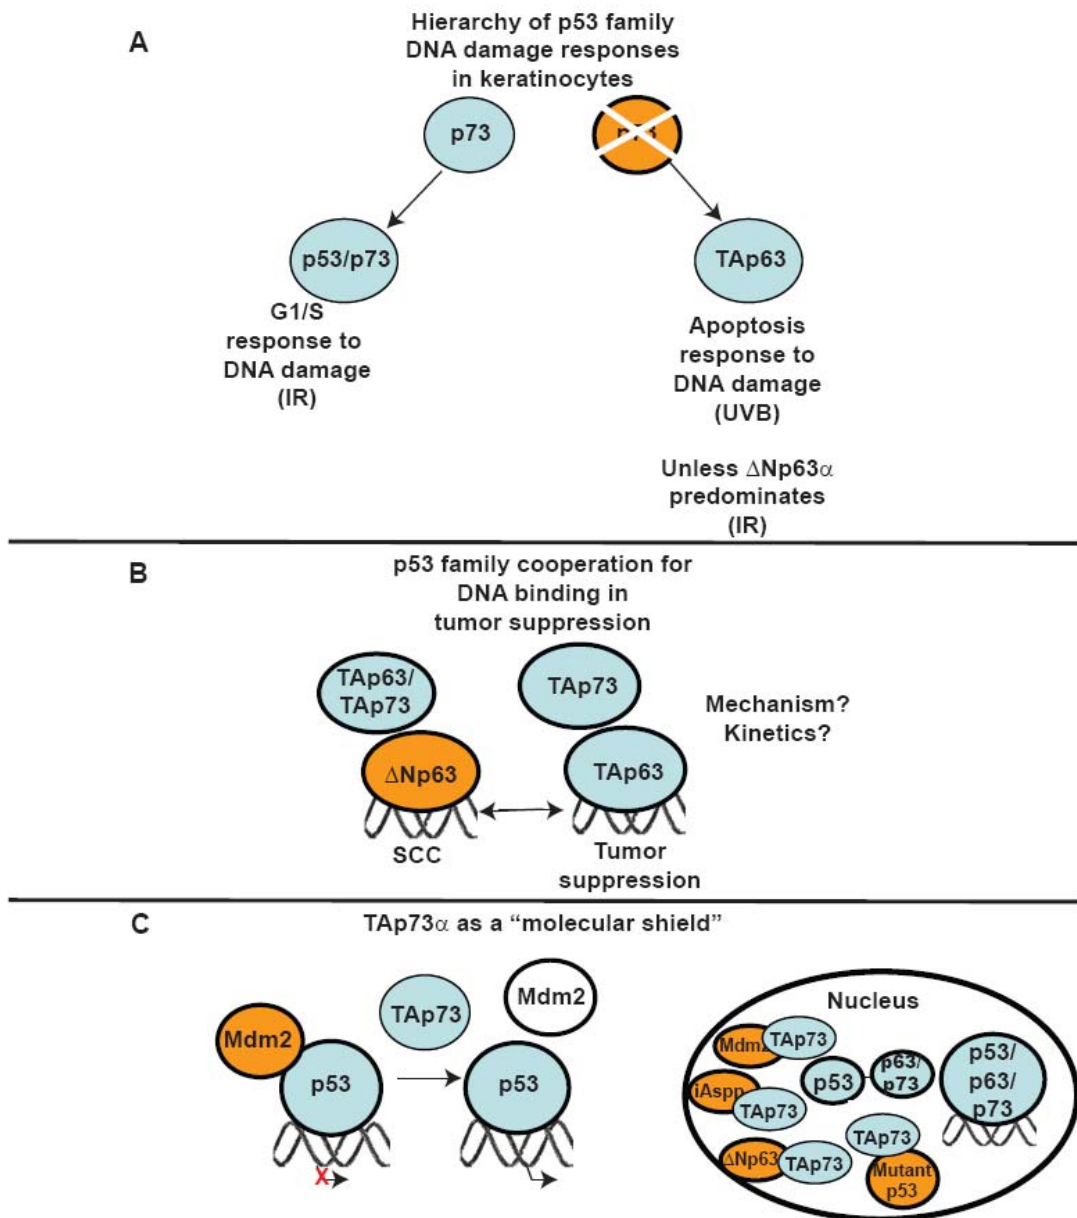 A
Hierarchy of p53 family
DNA damage responses
in keratinocytes
p73
p53/p73
G1/S
response to
DNA damage
(IR)
TAp63
Apoptosis
response to
DNA damage
(UVB)
Unless ΔNp63α
predominates
(IR)
B
p53 family cooperation for
DNA binding in
tumor suppression
TAp63/
TAp73
ΔNp63
SCC
TAp73
TAp63
Tumor
suppression
Mechanism?
Kinetics?
C
TAp73α as a “molecular shield”
Mdm2
p53
X
TAp73
Mdm2
p53
Nucleus
Mdm2
TAp73
iAspp
TAp73
ΔNp63
TAp73
p53
p63/
p73
TAp73
Mutant
p53
p53/
p63/
p73